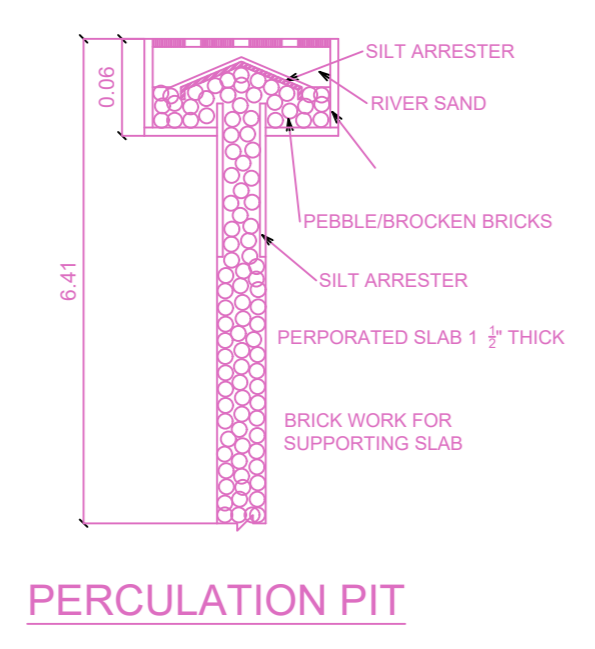 SILT ARRESTER
0.06
RIVER SAND
PEBBLE/BROCKEN BRICKS
6.41
SILT ARRESTER
PERPORATED SLAB 1 1/2" THICK
BRICK WORK FOR
SUPPORTING SLAB
PERCULATION PIT